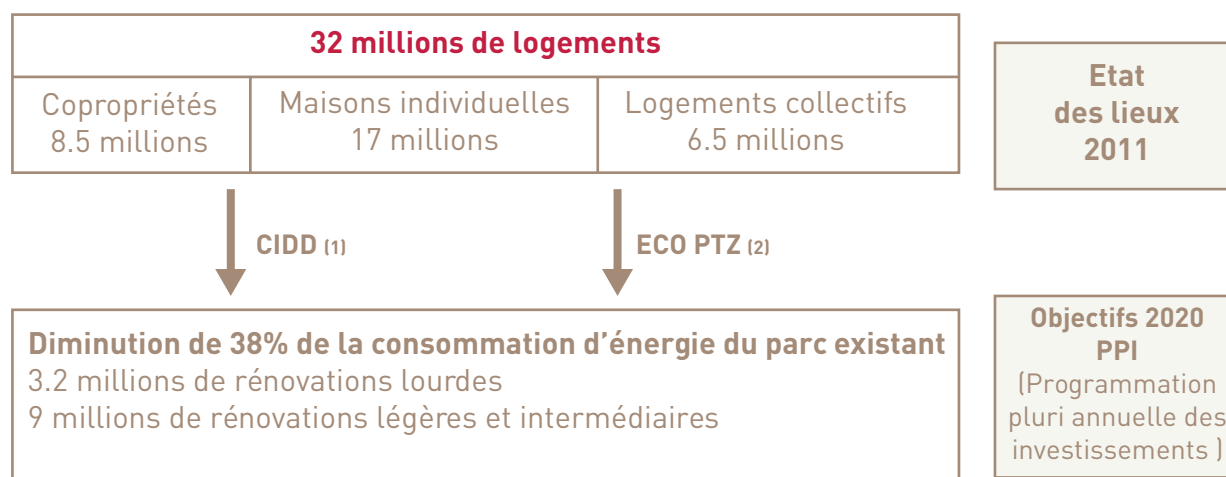 32 millions de logements
Copropriétés
8.5 millions
Maisons individuelles
17 millions
Logements collectifs
6.5 millions
Etat
des lieux
2011
CIDD (1)
ECO PTZ (2)
Diminution de 38% de la consommation d’énergie du parc existant
3.2 millions de rénovations lourdes
9 millions de rénovations légères et intermédiaires
Objectifs 2020
PPI
(Programmation
pluri annuelle des
investissements )